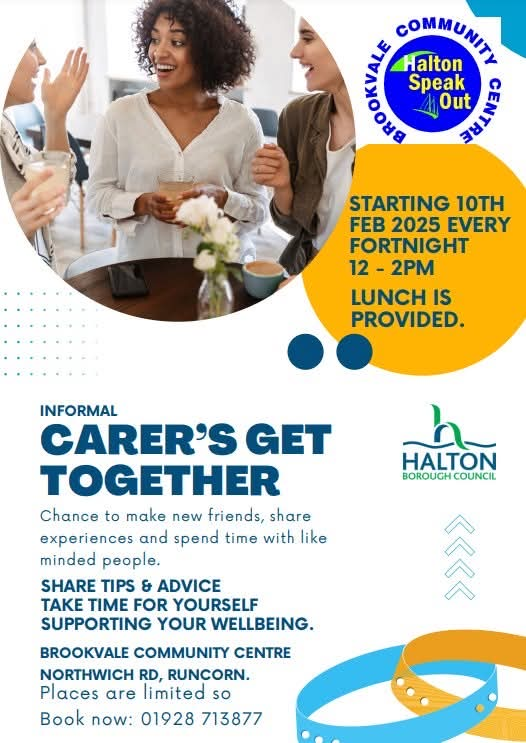 BROOKVALE COMMUNITY CENTRE
Halton
Speak
Out
STARTING 10TH
FEB 2025 EVERY
FORTNIGHT
12 - 2PM
LUNCH IS
PROVIDED.
INFORMAL
CARER'S GET
TOGETHER
Chance to make new friends, share
experiences and spend time with like
minded people.
SHARE TIPS & ADVICE
TAKE TIME FOR YOURSELF
SUPPORTING YOUR WELLBEING.
BROOKVALE COMMUNITY CENTRE
NORTHWICH RD, RUNCORN.
Places are limited so
Book now: 01928 713877
HALTON
BOROUGH COUNCIL